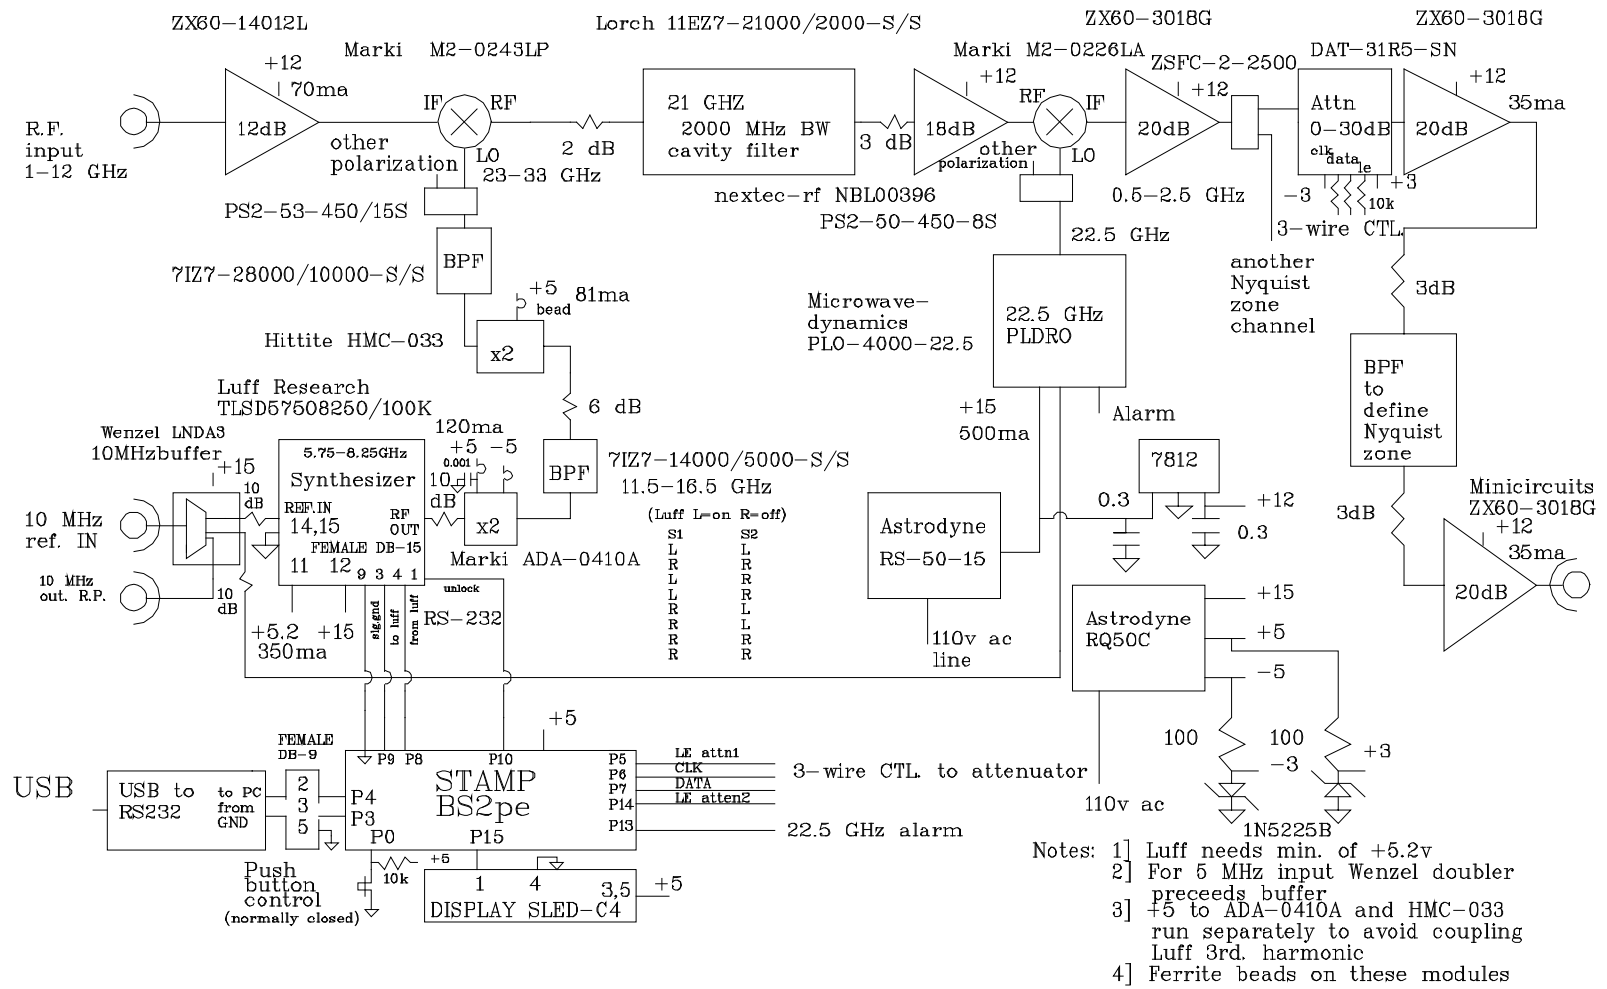 ZX60-14012L
Lorch 11EZ7-21000/2000-S/S
ZX60-3018G
ZX60-3018G
Marki M2-0243LP
Marki M2-0226LA
ZSFC-2-2500
DAT-31R5-SN
+12
70ma
12dB
IF
RF
LO
R.F.
input
1-12 GHz
other
polarization
23-33 GHz
2 dB
21 GHZ
2000 MHz BW
cavity filter
3 dB
+12
18dB
RF
IF
LO
other
polarization
+12
20dB
Attn
0-30dB
clk
data
le
-3
+3
10k
+12
35ma
20dB
nextec-rf NBL00396
0.5-2.5 GHz
PS2-53-450/15S
PS2-50-450-8S
3-wire CTL.
22.5 GHz
BPF
7IZ7-28000/10000-S/S
another
Nyquist
zone
channel
3dB
+5
bead
81ma
Microwave-
dynamics
PLO-4000-22.5
22.5 GHz
PLDRO
Hittite HMC-033
x2
BPF
to
define
Nyquist
zone
Luff Research
TLSD57508250/100K
6 dB
+15
500ma
Alarm
Wenzel LNDA3
10MHzbuffer
+15
120ma
+5 -5
0.001
10
dB
5.75-8.25GHz
Synthesizer
REF.IN
14,15
RF
OUT
FEMALE DB-15
11
12
9 3 4 1
10
dB
BPF
7IZ7-14000/5000-S/S
11.5-16.5 GHz
7812
0.3
+12
0.3
Minicircuits
ZX60-3018G
+12
35ma
20dB
3dB
10 MHz
ref. IN
x2
Marki ADA-0410A
(Luff L=on R=off)
S1 S2
L L
R R
L R
L R
R L
R L
R R
R R
Astrodyne
RS-50-15
10 MHz
out. R.P.
10
dB
+5.2
350ma
+15
sig.gnd
to luff
from luff
unlock
RS-232
110v ac
line
Astrodyne
RQ50C
+15
+5
-5
100
-3
100
+3
110v ac
1N5225B
+5
FEMALE
DB-9
USB
USB to
RS232
to PC
from
GND
2
3
5
P4
P3
P9
P8
P10
STAMP
BS2pe
P0
P15
P5
P6
P7
P14
P13
LE attn1
CLK
DATA
LE atten2
3-wire CTL. to attenuator
22.5 GHz alarm
Push
button
control
(normally closed)
10k
+5
1
4
3,5
+5
DISPLAY SLED-C4
Notes: 1] Luff needs min. of +5.2v
2] For 5 MHz input Wenzel doubler
preceeds buffer
3] +5 to ADA-0410A and HMC-033
run separately to avoid coupling
Luff 3rd. harmonic
4] Ferrite beads on these modules